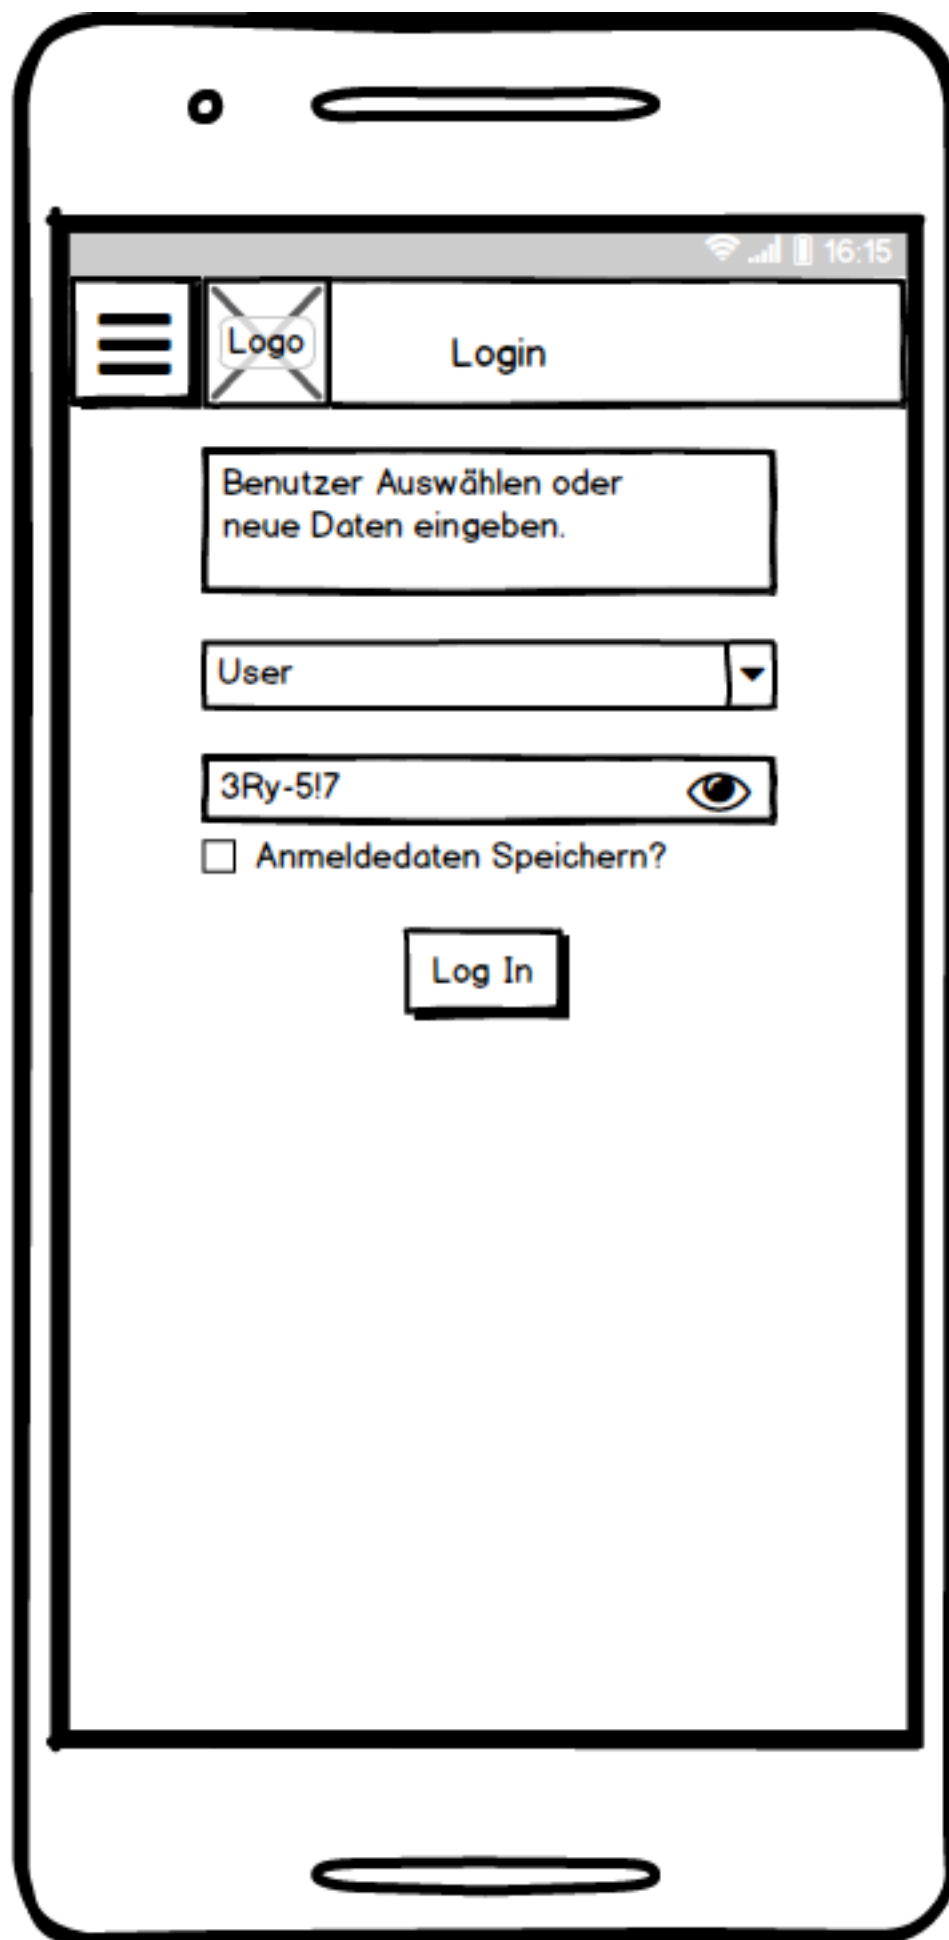 16:15
Logo
Login
Benutzer Auswählen oder
neue Daten eingeben.
User
3Ry-5!7
Anmeldedaten Speichern?
Log In